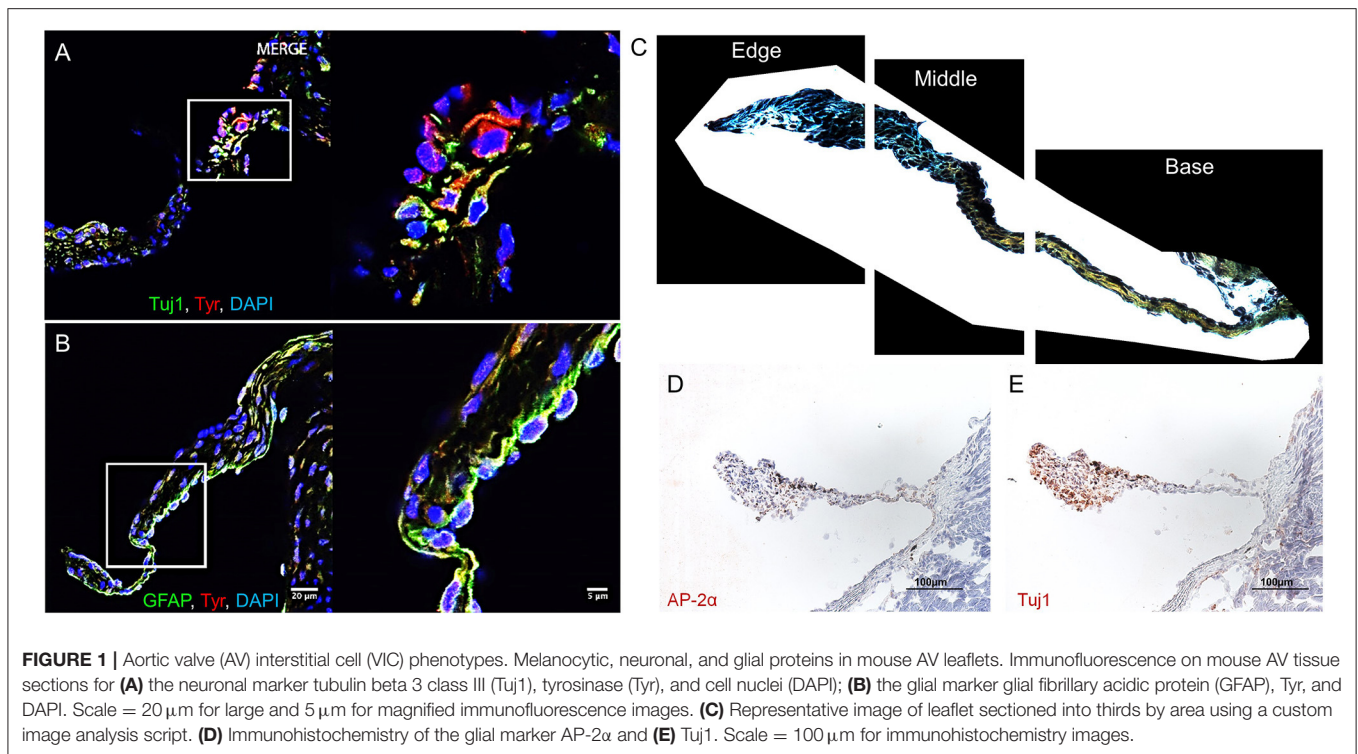 A
MERGE
Tuj1, Tyr, DAPI
B
GFAP, Tyr, DAPI
20 µm
5 µm
C
Edge
Middle
Base
D
AP-2α
100µm
E
Tuj1
100µm
FIGURE 1 | Aortic valve (AV) interstitial cell (VIC) phenotypes. Melanocytic, neuronal, and glial proteins in mouse AV leaflets. Immunofluorescence on mouse AV tissue
sections for (A) the neuronal marker tubulin beta 3 class III (Tuj1), tyrosinase (Tyr), and cell nuclei (DAPI); (B) the glial marker glial fibrillary acidic protein (GFAP), Tyr, and
DAPI. Scale = 20 µm for large and 5 µm for magnified immunofluorescence images. (C) Representative image of leaflet sectioned into thirds by area using a custom
image analysis script. (D) Immunohistochemistry of the glial marker AP-2α and (E) Tuj1. Scale = 100 µm for immunohistochemistry images.